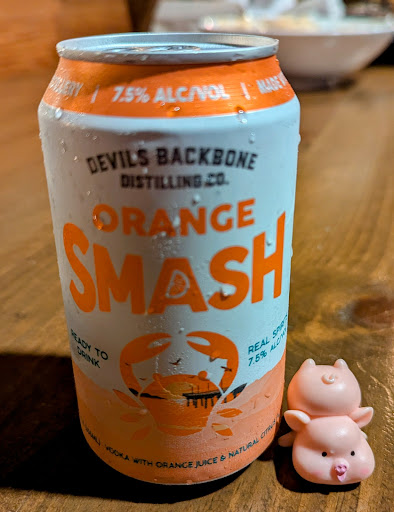 7.5% ALC/VOL
DEVILS BACKBONE
DISTILLING CO.
ORANGE
SMASH
READY TO
DRINK
REAL SPIRITS
7.5% ALC/
VODKA WITH ORANGE JUICE & NATURAL CITRUS